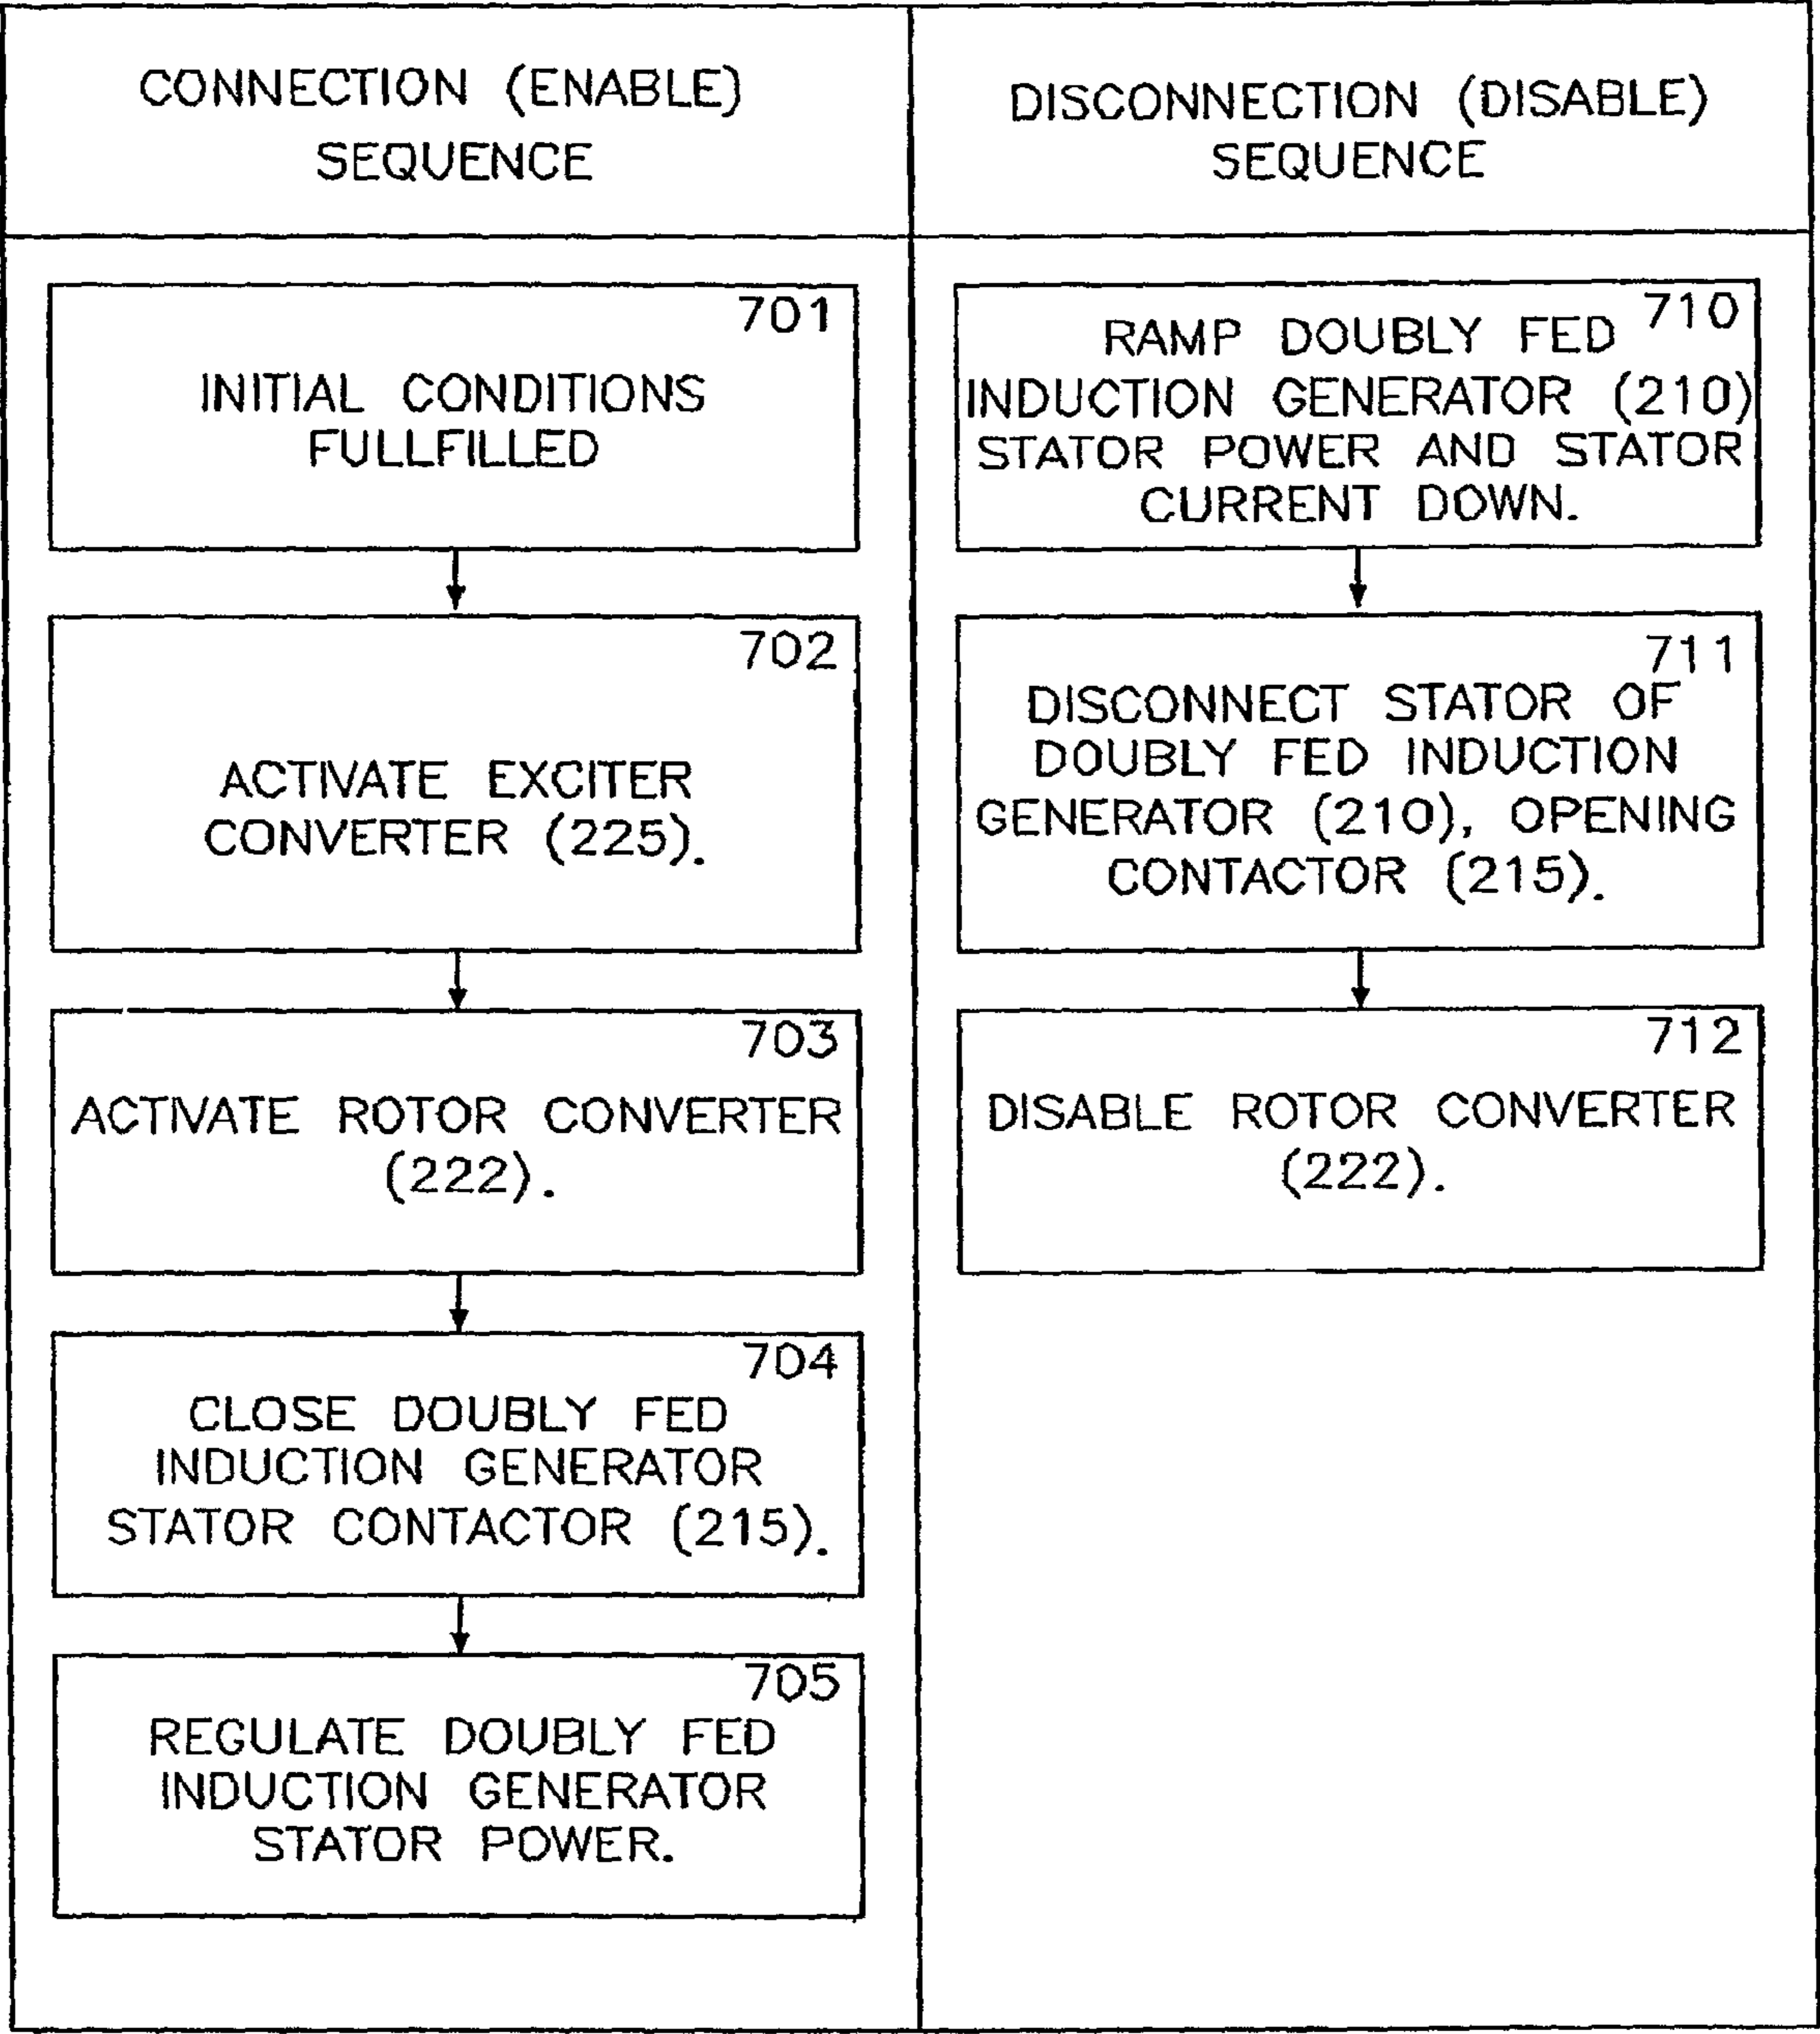 CONNECTION (ENABLE)
SEQUENCE
701
INITIAL CONDITIONS
FULLFILLED
702
ACTIVATE EXCITER
CONVERTER (225).
703
ACTIVATE ROTOR CONVERTER
(222).
704
CLOSE DOUBLY FED
INDUCTION GENERATOR
STATOR CONTACTOR (215).
705
REGULATE DOUBLY FED
INDUCTION GENERATOR
STATOR POWER.
DISCONNECTION (DISABLE)
SEQUENCE
710
RAMP DOUBLY FED
INDUCTION GENERATOR (210)
STATOR POWER AND STATOR
CURRENT DOWN.
711
DISCONNECT STATOR OF
DOUBLY FED INDUCTION
GENERATOR (210), OPENING
CONTACTOR (215).
712
DISABLE ROTOR CONVERTER
(222).